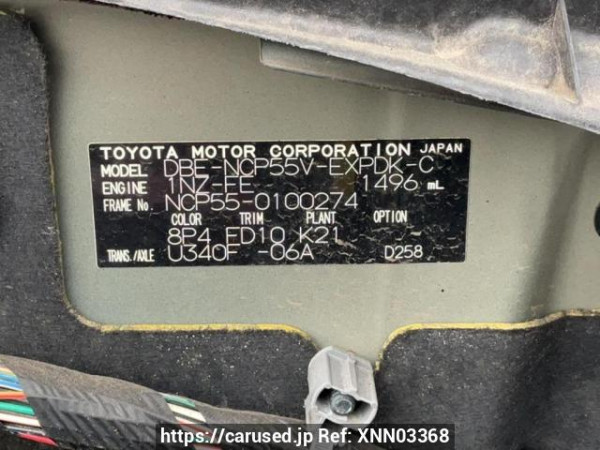 TOYOTA MOTOR CORPORATION JAPAN
MODEL DBE-NCP55V-EXPDK-C
ENGINE 1NZ-FE 1496 mL
FRAME No. NCP55-0100274
COLOR TRIM PLANT OPTION
8P4 FD10 K21
TRANS./AXLE U340F -06A D258
https://carused.jp Ref: XNN03368